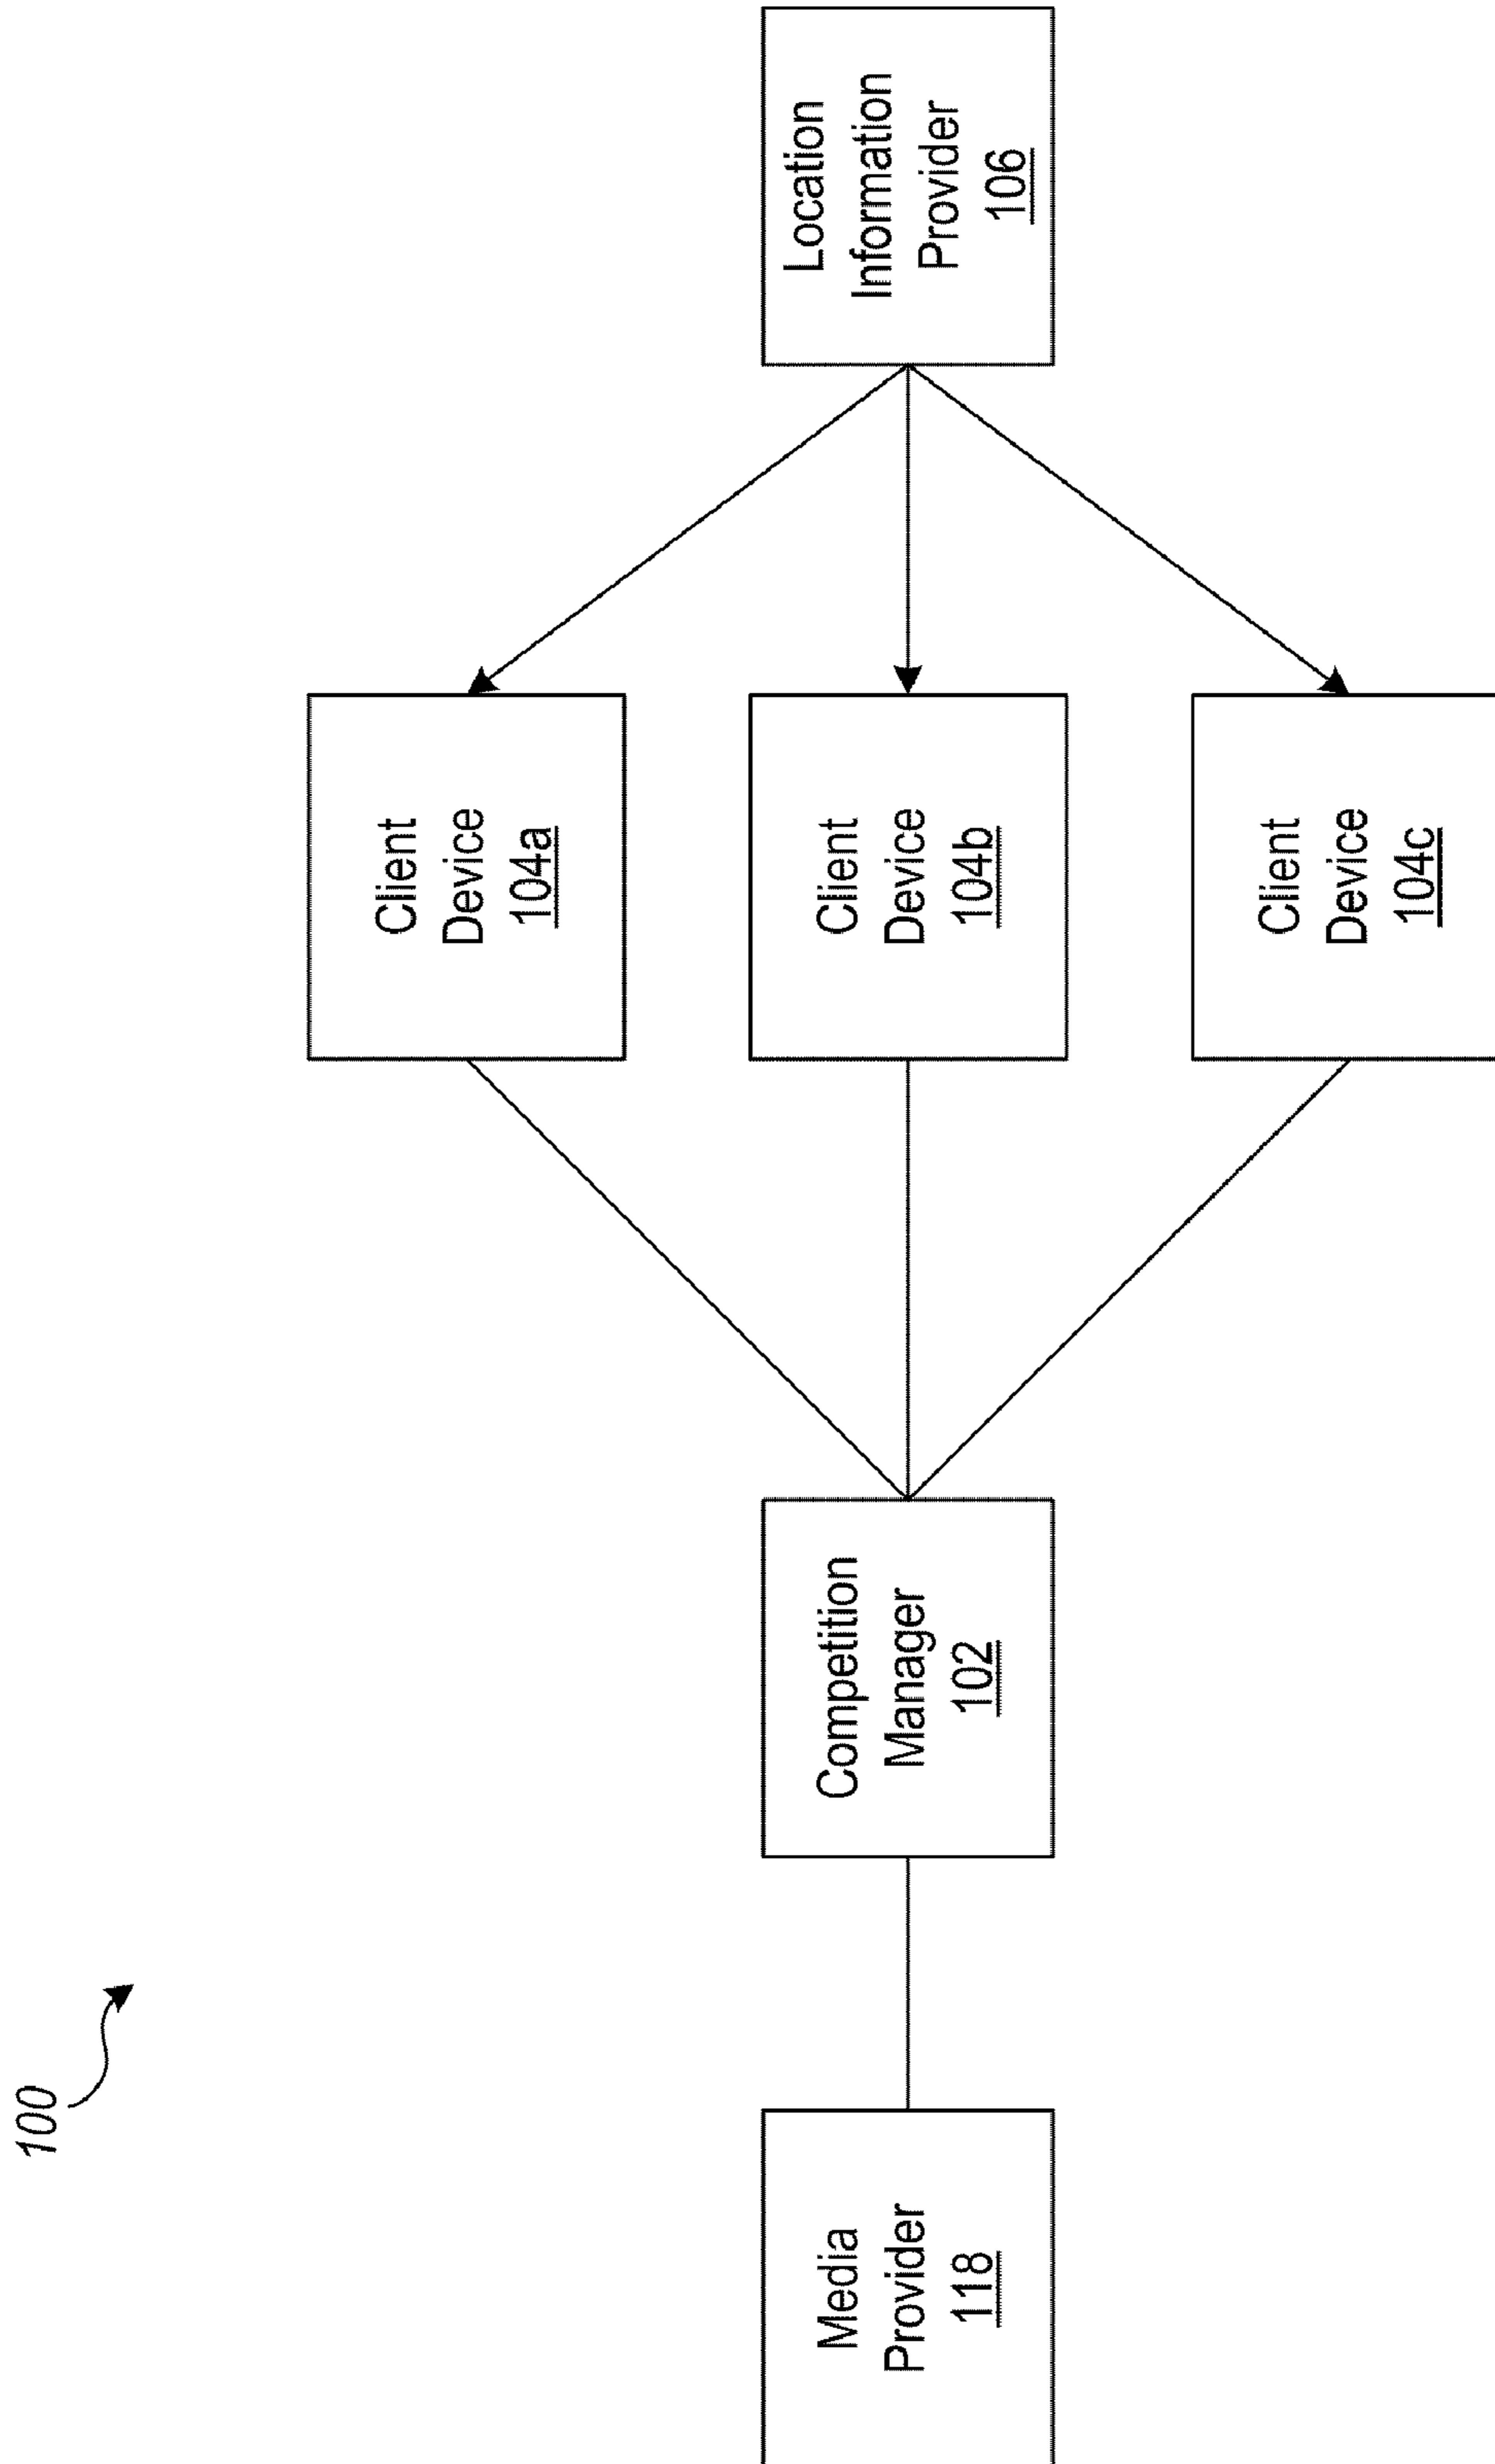 100
Media
Provider
118
Competition
Manager
102
Client
Device
104a
Client
Device
104b
Client
Device
104c
Location
Information
Provider
106